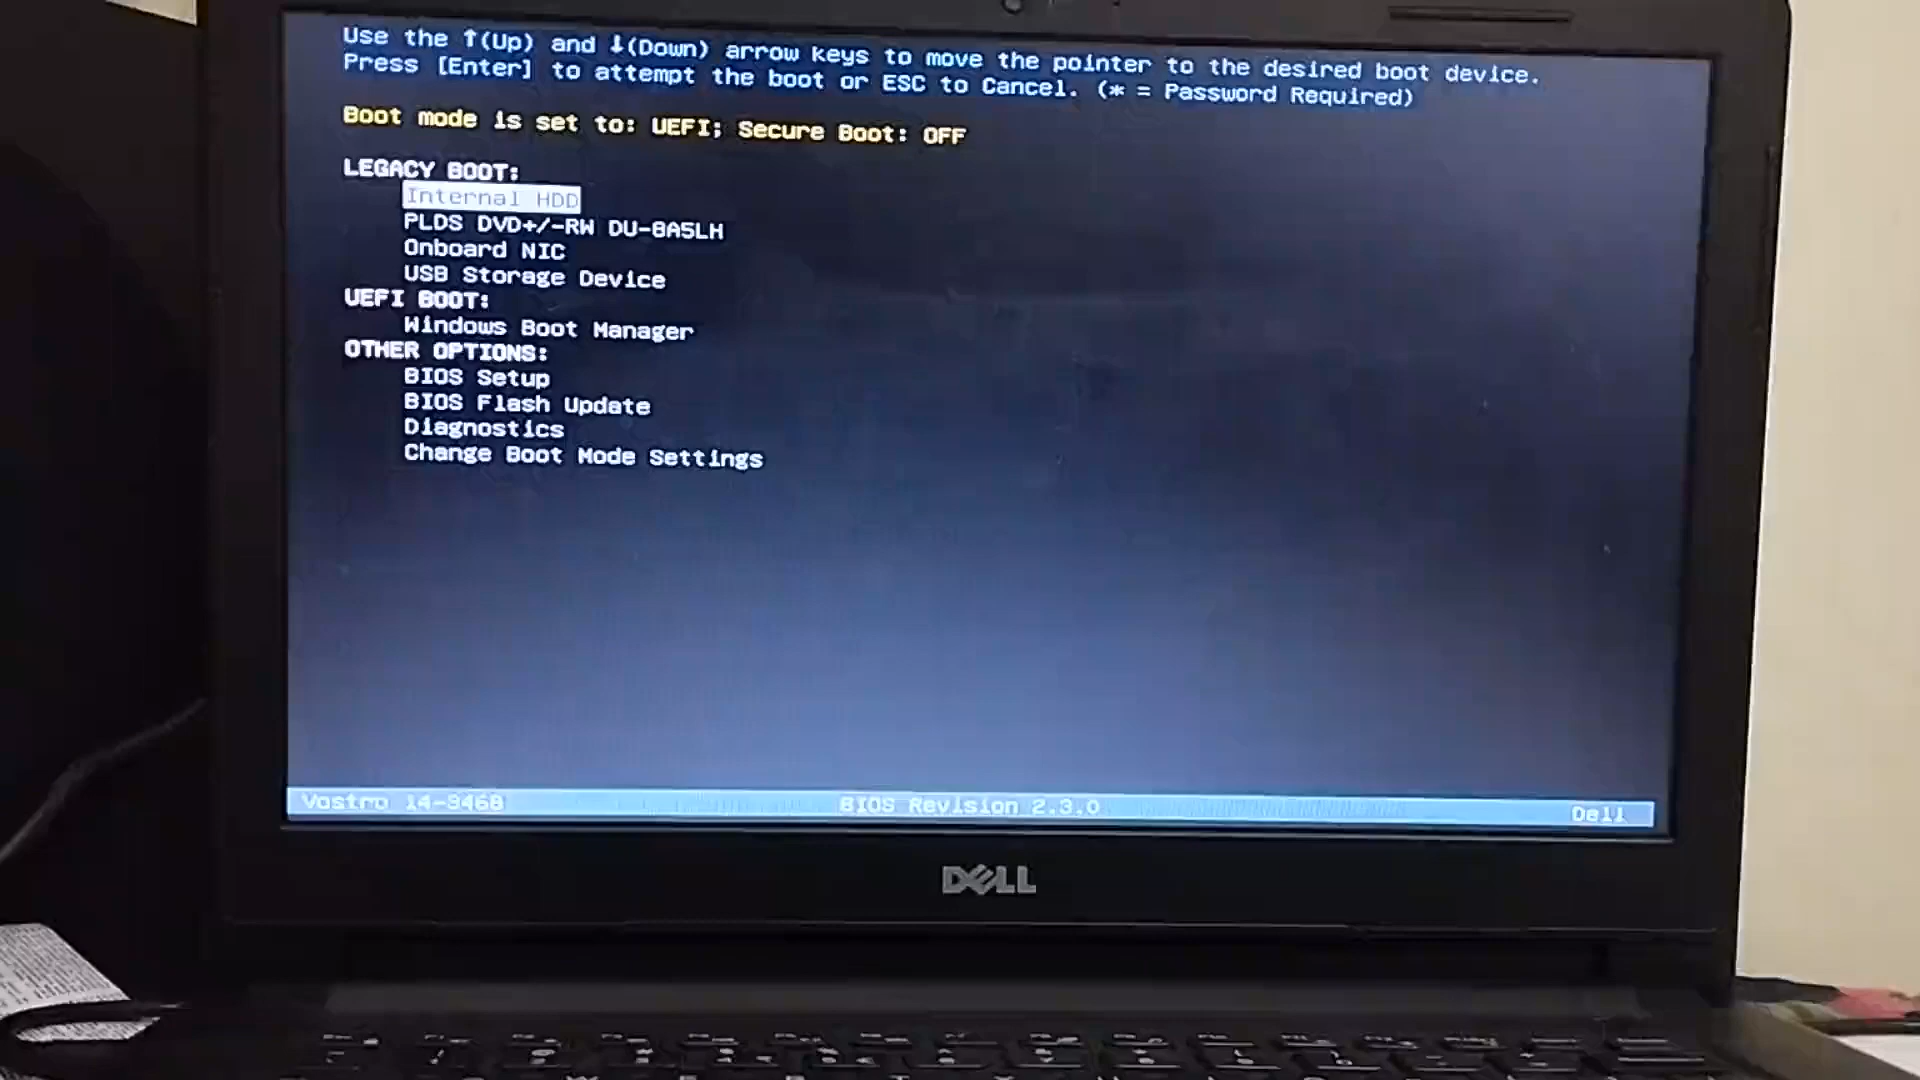 Use the ↑(Up) and ↓(Down) arrow keys to move the pointer to the desired boot device.
Press [Enter] to attempt the boot or ESC to Cancel. (* = Password Required)
Boot mode is set to: UEFI; Secure Boot: OFF
LEGACY BOOT:
Internal HDD
PLDS DVD+/-RW DU-8A5LH
Onboard NIC
USB Storage Device
UEFI BOOT:
Windows Boot Manager
OTHER OPTIONS:
BIOS Setup
BIOS Flash Update
Diagnostics
Change Boot Mode Settings
Vostro 14-3468 BIOS Revision 2.3.0 Dell
DELL